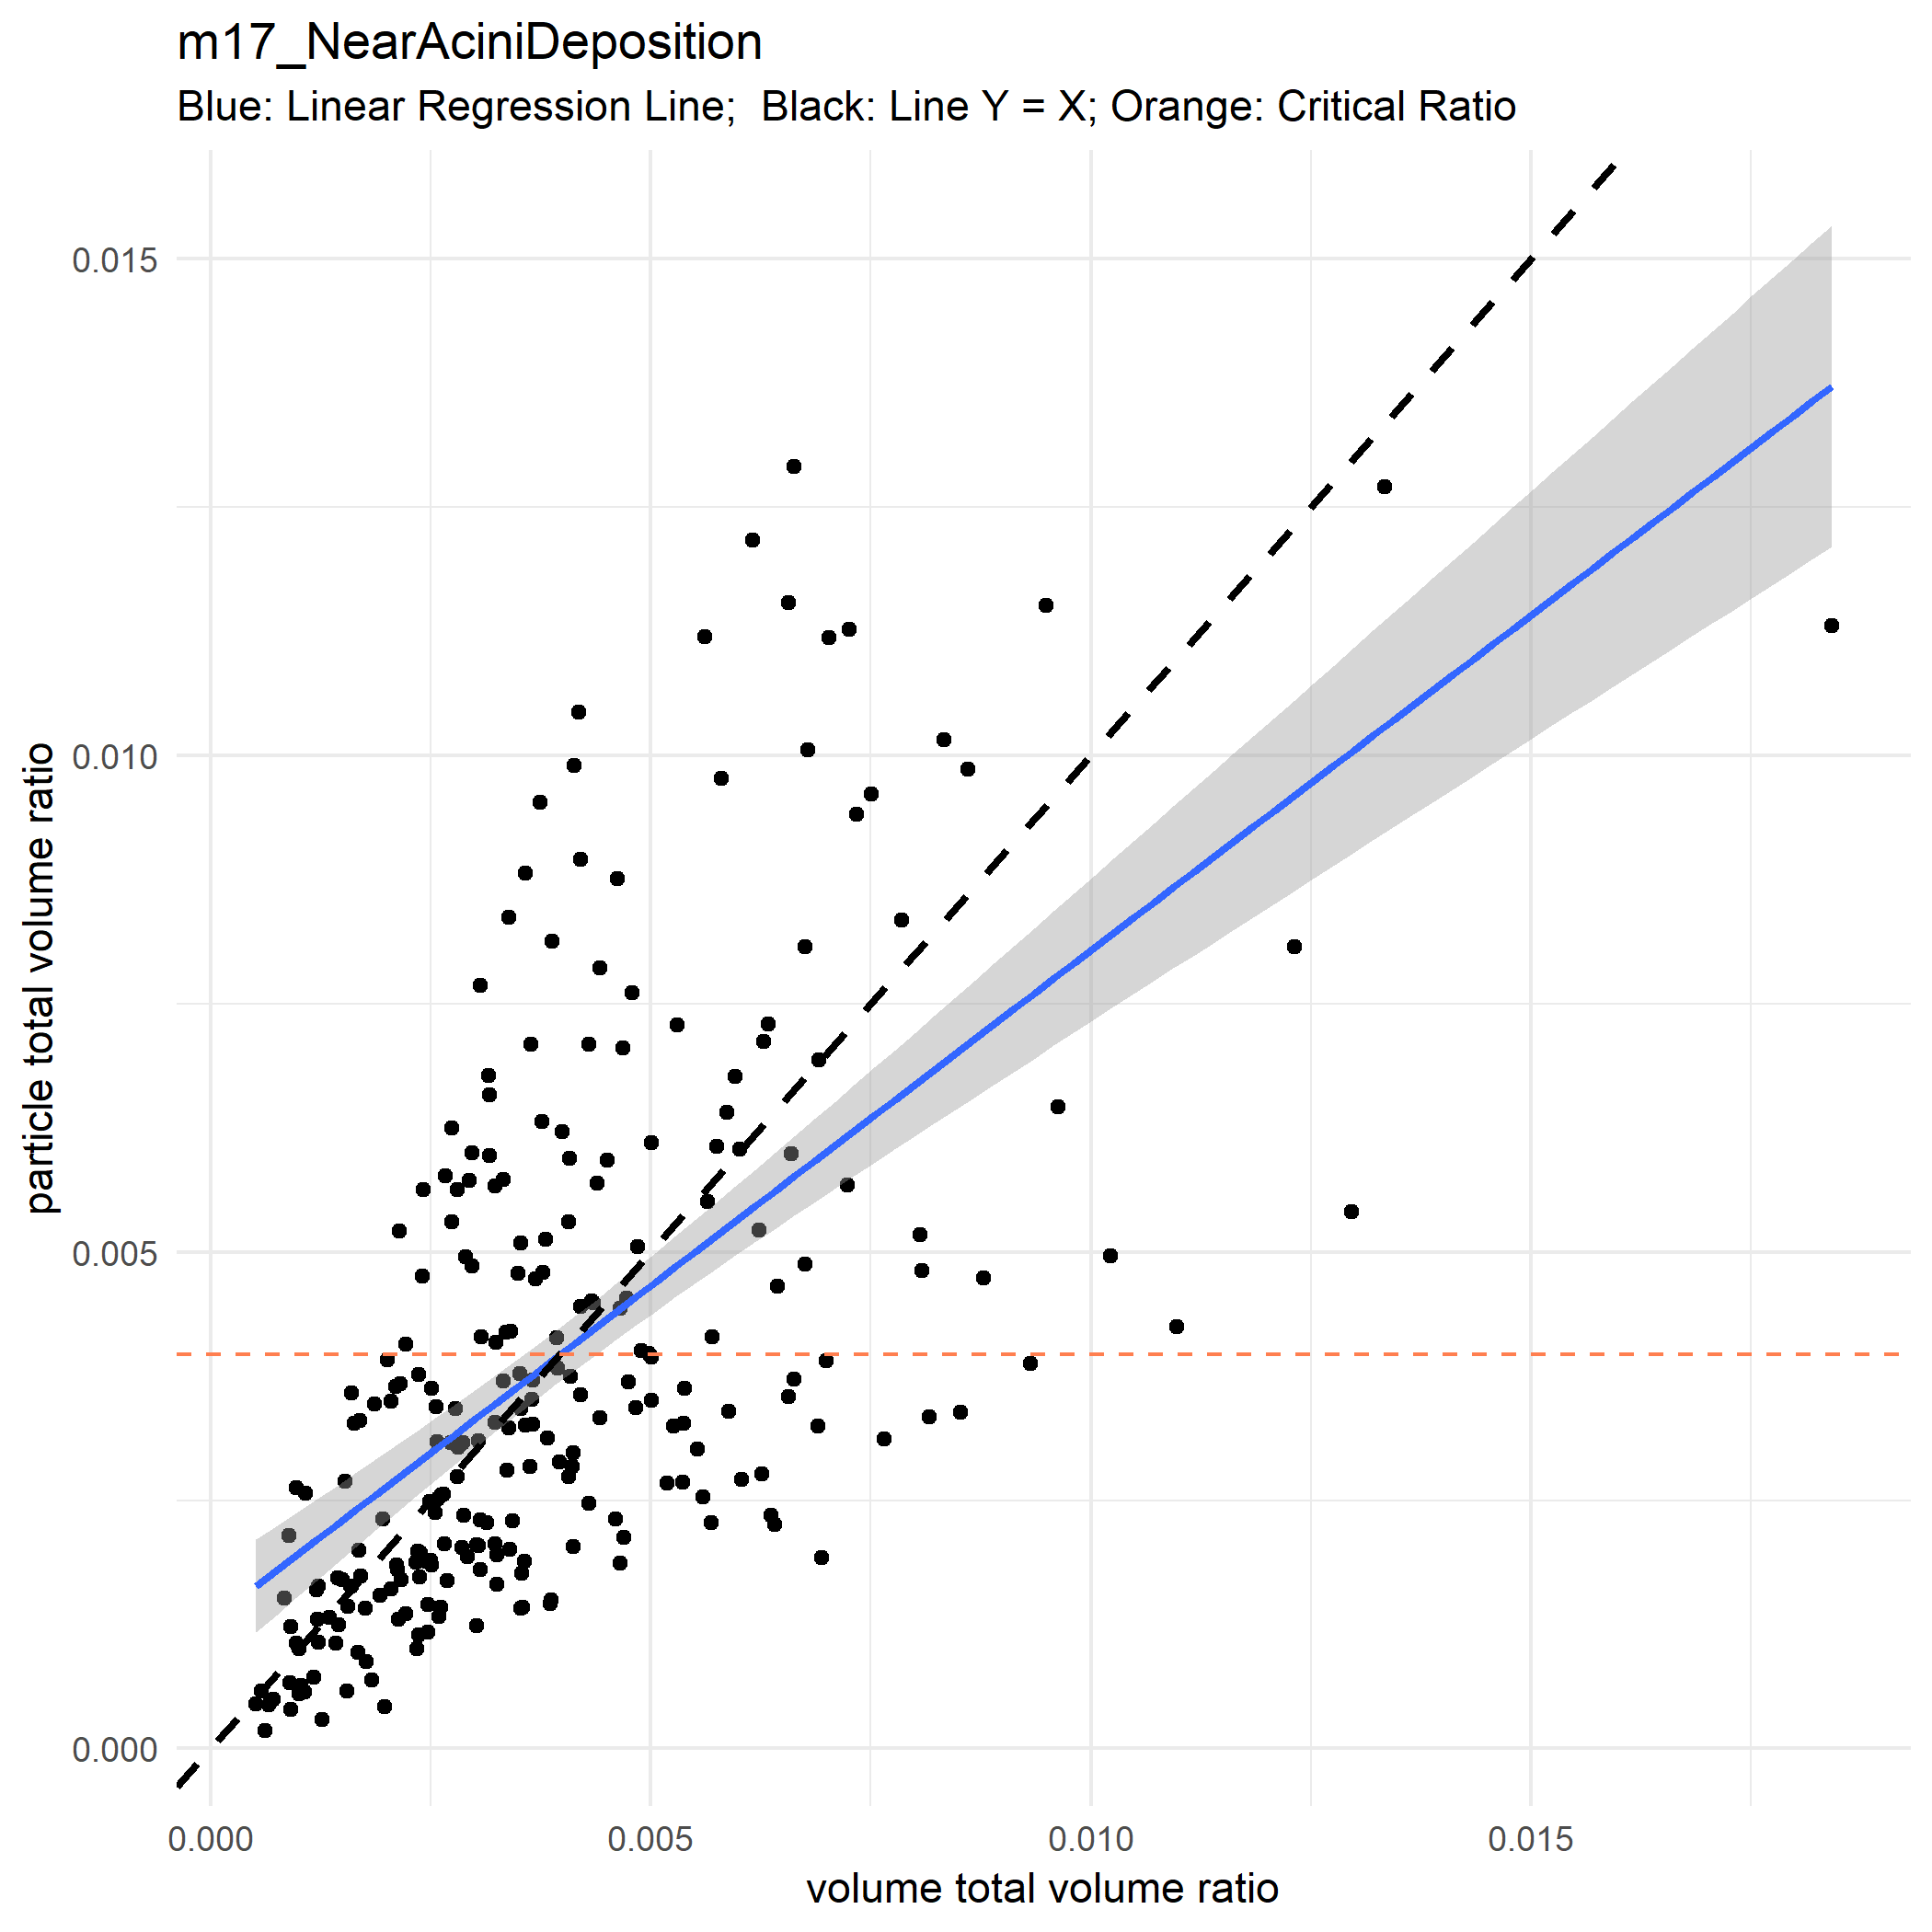 m17_NearAciniDeposition
Blue: Linear Regression Line;  Black: Line Y = X; Orange: Critical Ratio
0.015
0.010
0.005
0.000
particle total volume ratio
0.000 0.005 0.010 0.015
volume total volume ratio